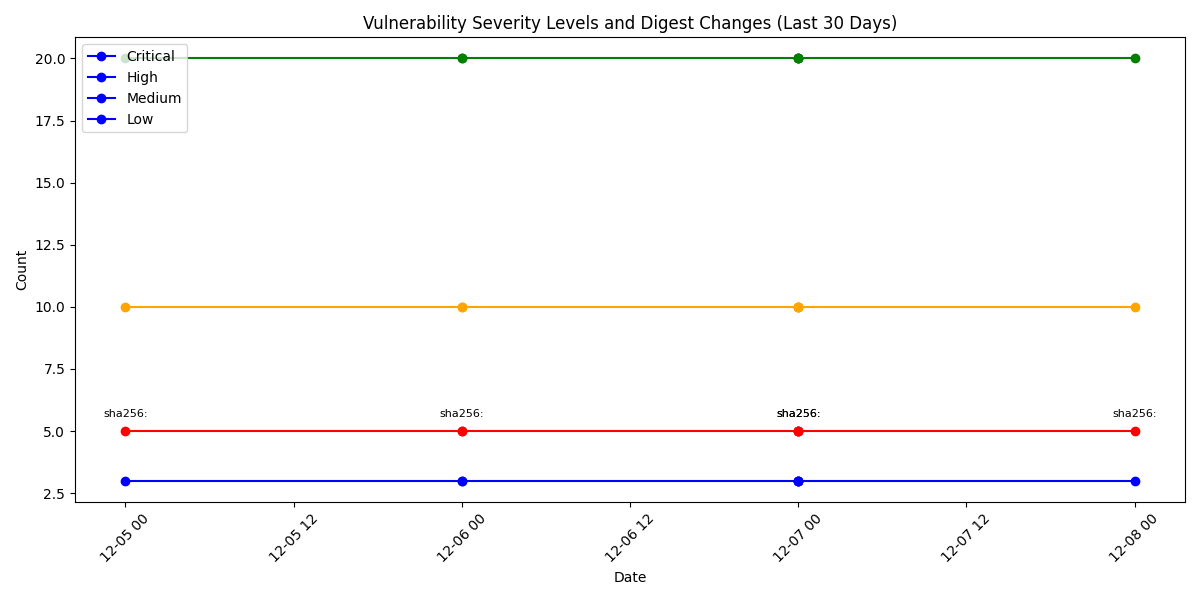 Vulnerability Severity Levels and Digest Changes (Last 30 Days)
Critical
High
Medium
Low
Count
20.0
17.5
15.0
12.5
10.0
7.5
5.0
2.5
sha256: sha256: sha256: sha256:
12-05 00 12-05 12 12-06 00 12-06 12 12-07 00 12-07 12 12-08 00
Date